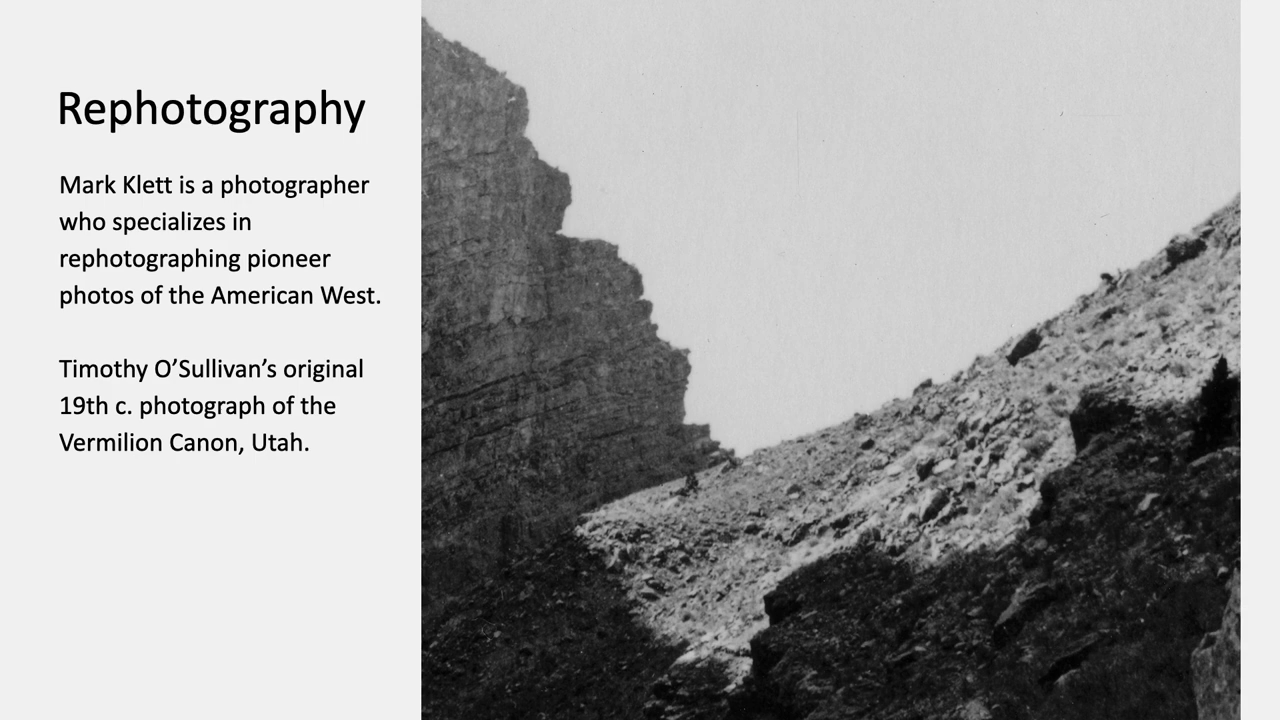 Rephotography
Mark Klett is a photographer
who specializes in
rephotographing pioneer
photos of the American West.
Timothy O’Sullivan’s original
19th c. photograph of the
Vermilion Canon, Utah.